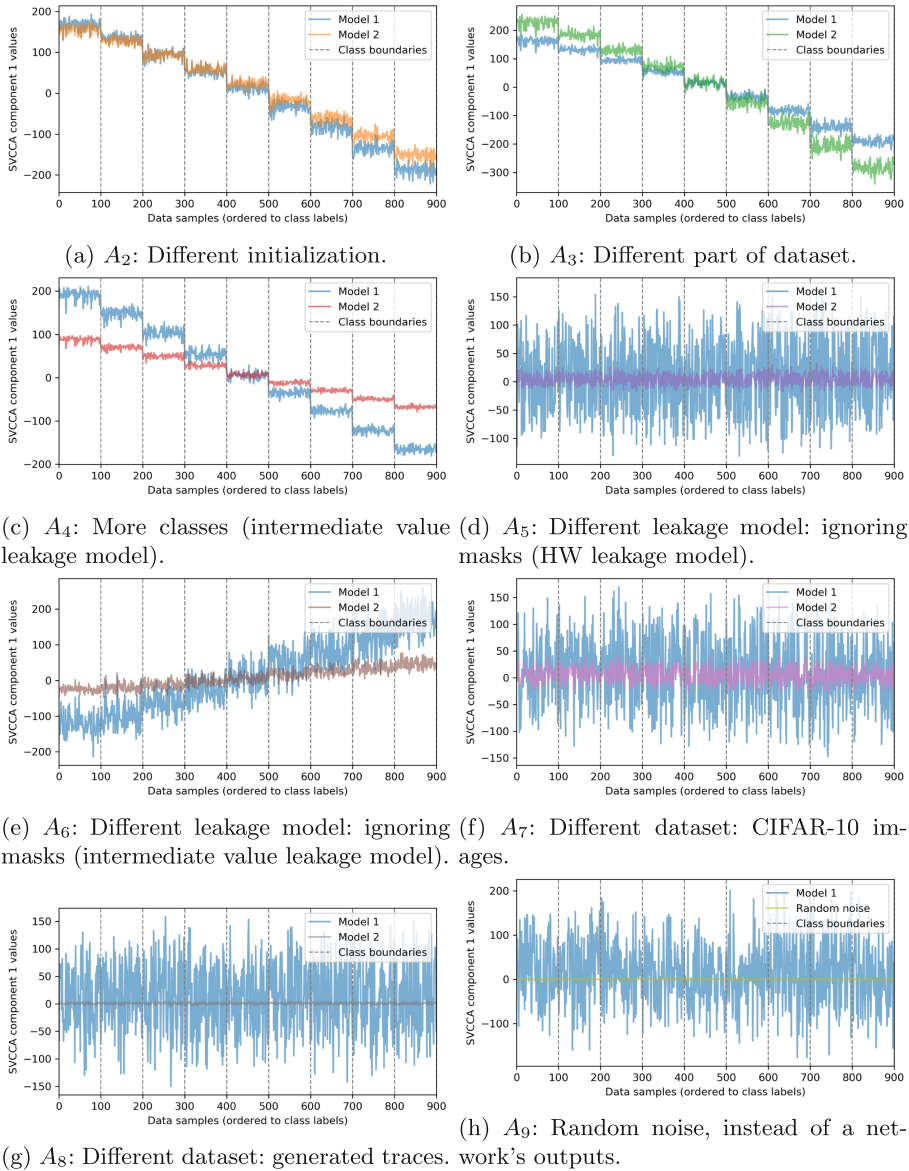 SVCCA component 1 values
200
150
100
50
0
−50
−100
−150
−200
Model 1
Model 2
Class boundaries
0 100 200 300 400 500 600 700 800 900
Data samples (ordered to class labels)
(a) A₂: Different initialization.
SVCCA component 1 values
200
100
0
−100
−200
−300
Model 1
Model 2
Class boundaries
0 100 200 300 400 500 600 700 800 900
Data samples (ordered to class labels)
(b) A₃: Different part of dataset.
SVCCA component 1 values
200
100
0
−100
−200
Model 1
Model 2
Class boundaries
0 100 200 300 400 500 600 700 800 900
Data samples (ordered to class labels)
(c) A₄: More classes (intermediate value
leakage model).
SVCCA component 1 values
150
100
50
0
−50
−100
Model 1
Model 2
Class boundaries
0 100 200 300 400 500 600 700 800 900
Data samples (ordered to class labels)
(d) A₅: Different leakage model: ignoring
masks (HW leakage model).
SVCCA component 1 values
200
100
0
−100
−200
Model 1
Model 2
Class boundaries
0 100 200 300 400 500 600 700 800 900
Data samples (ordered to class labels)
(e) A₆: Different leakage model: ignoring
masks (intermediate value leakage model).
SVCCA component 1 values
150
100
50
0
−50
−100
−150
Model 1
Model 2
Class boundaries
0 100 200 300 400 500 600 700 800 900
Data samples (ordered to class labels)
(f) A₇: Different dataset: CIFAR-10 im-
ages.
SVCCA component 1 values
150
100
50
0
−50
−100
−150
Model 1
Model 2
Class boundaries
0 100 200 300 400 500 600 700 800 900
Data samples (ordered to class labels)
(g) A₈: Different dataset: generated traces.
SVCCA component 1 values
200
100
0
−100
Model 1
Random noise
Class boundaries
0 100 200 300 400 500 600 700 800 900
Data samples (ordered to class labels)
(h) A₉: Random noise, instead of a net-
work's outputs.